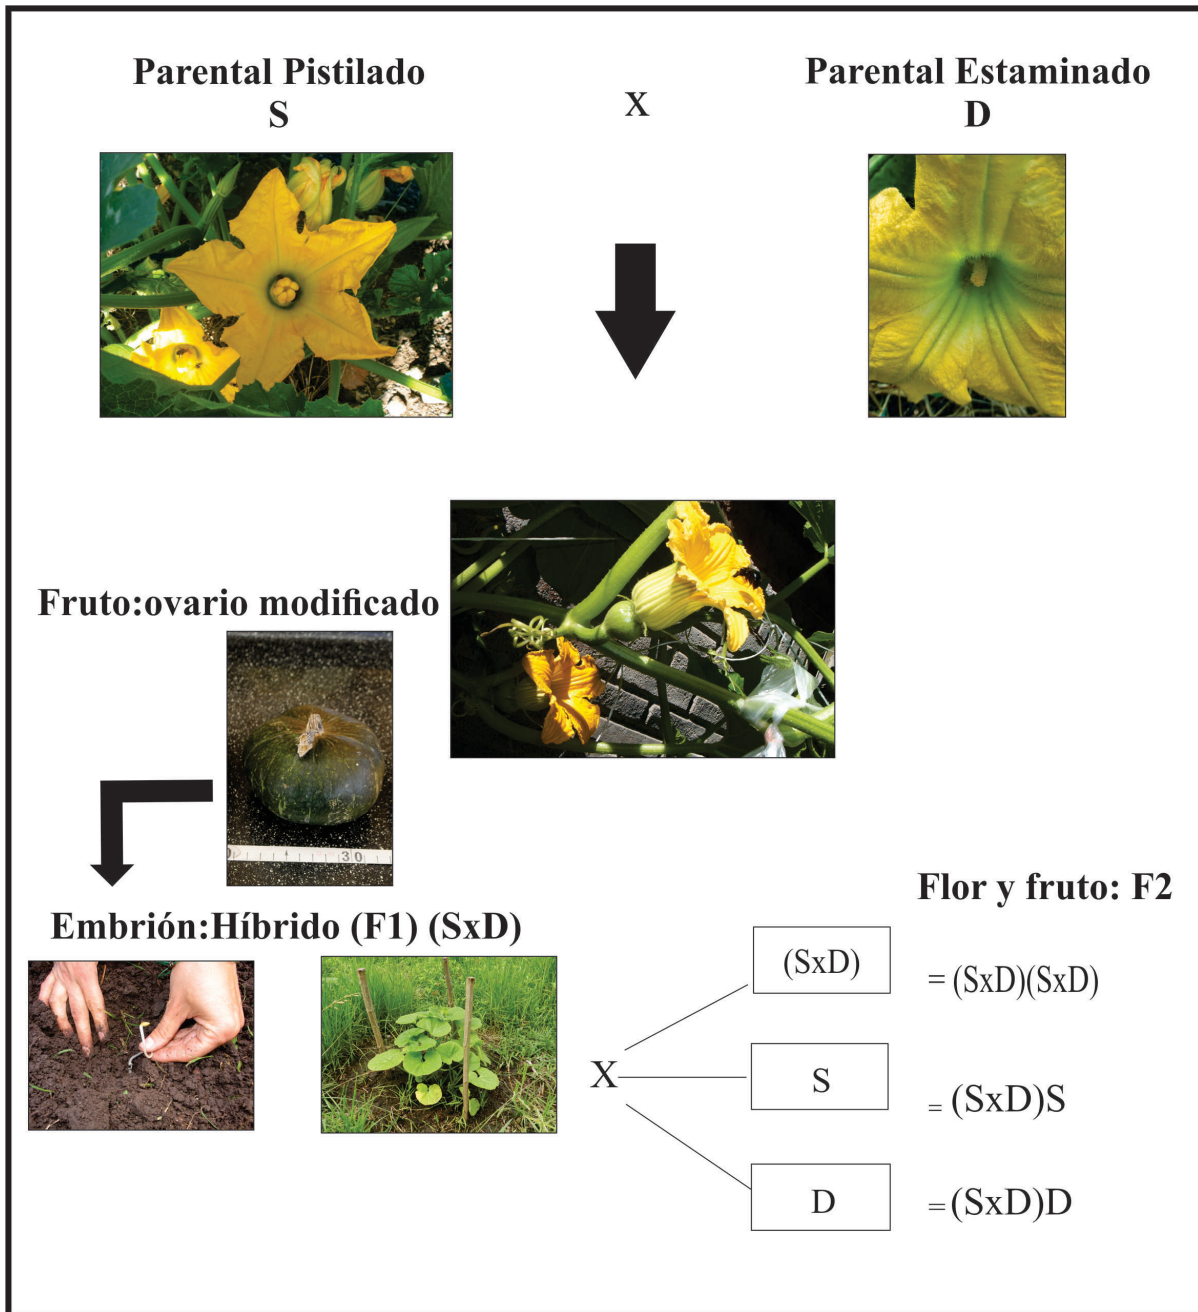 Parental Pistilado
S
X
Parental Estaminado
D
Fruto:ovario modificado
30
Embrión:Híbrido (F1) (SxD)
Flor y fruto: F2
X
(SxD)
= (SxD)(SxD)
S
= (SxD)S
D
= (SxD)D